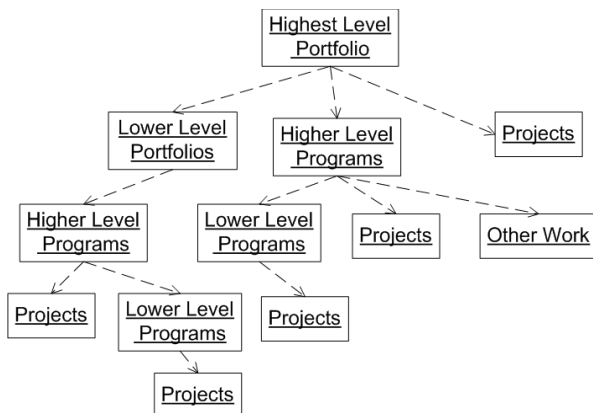 Highest Level
Portfolio
Lower Level
Portfolios
Higher Level
Programs
Projects
Higher Level
Programs
Lower Level
Programs
Projects
Other Work
Projects
Lower Level
Programs
Projects
Projects